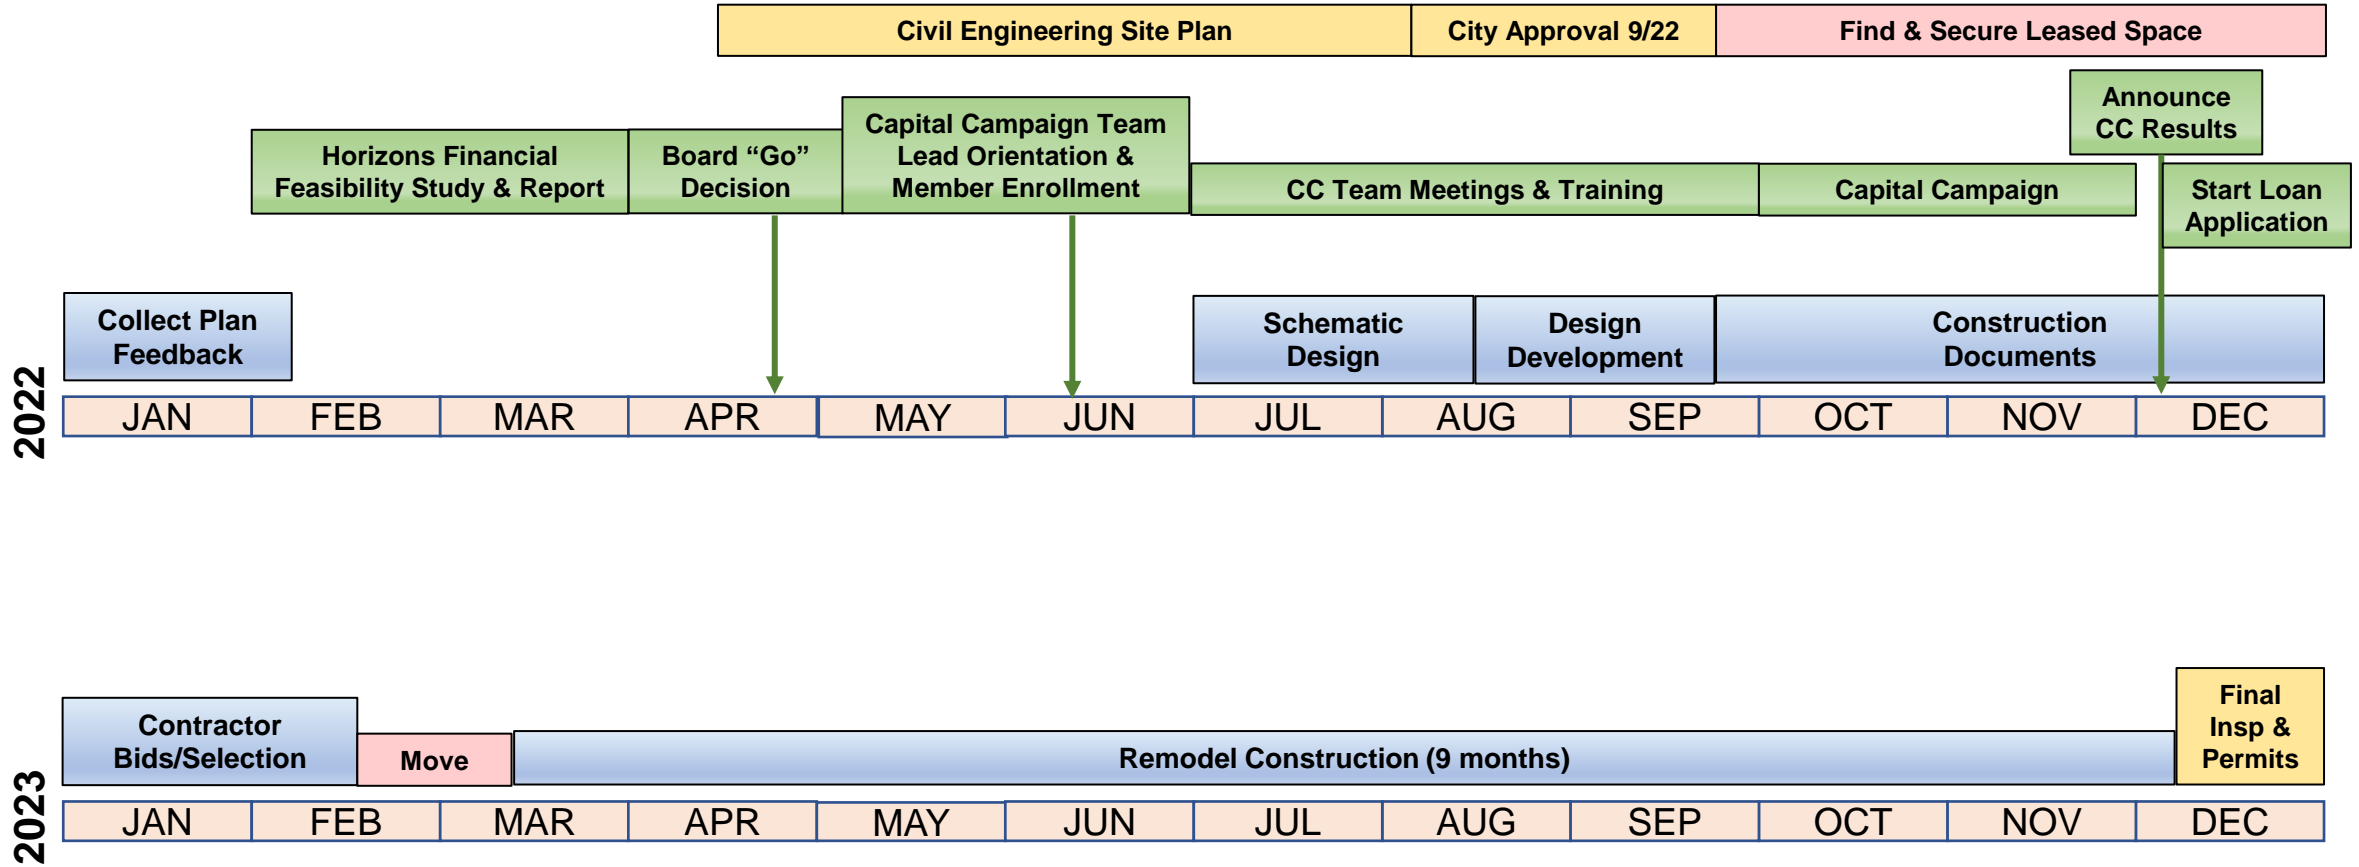 Civil Engineering Site Plan
City Approval 9/22
Find & Secure Leased Space
Announce
CC Results
Capital Campaign Team
Lead Orientation &
Member Enrollment
Horizons Financial
Feasibility Study & Report
Board “Go”
Decision
CC Team Meetings & Training
Capital Campaign
Start Loan
Application
Collect Plan
Feedback
Schematic
Design
Design
Development
Construction
Documents
2022
JAN FEB MAR APR MAY JUN JUL AUG SEP OCT NOV DEC
Contractor
Bids/Selection
Move
Remodel Construction (9 months)
Final
Insp &
Permits
2023
JAN FEB MAR APR MAY JUN JUL AUG SEP OCT NOV DEC